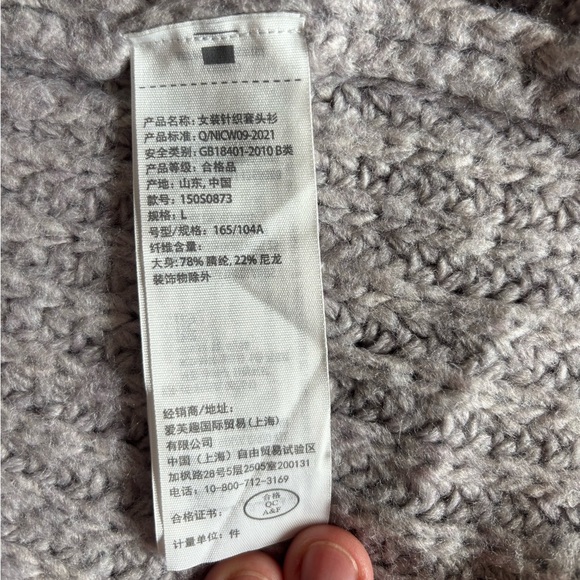 产品名称: 女装针织套头衫
产品标准: Q/NICW09-2021
安全类别: GB18401-2010 B类
产品等级: 合格品
产地: 山东, 中国
款号: 150S0873
规格: L
号型/规格: 165/104A
纤维含量:
大身: 78% 腈纶, 22% 尼龙
装饰物除外
经销商/地址:
爱芙趣国际贸易(上海)
有限公司
中国 (上海) 自由贸易试验区
加枫路28号5层2505室200131
电话: 10-800-712-3169
合格证书:
合格
QC
A&F
计量单位: 件